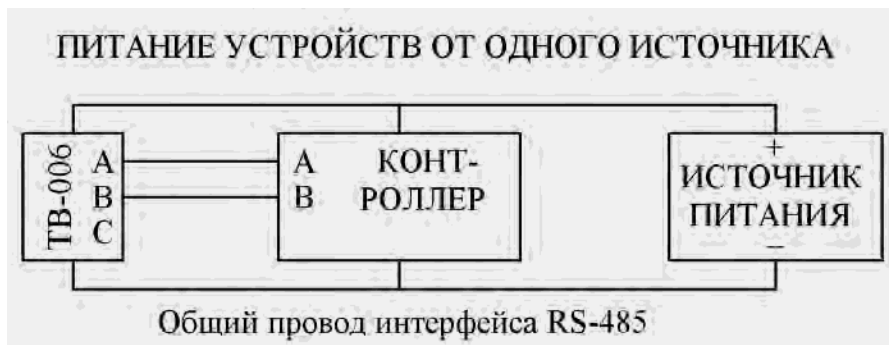 ПИТАНИЕ УСТРОЙСТВ ОТ ОДНОГО ИСТОЧНИКА
ТВ-006
A
B
C
A
B
КОНТ-
РОЛЛЕР
+
ИСТОЧНИК
ПИТАНИЯ
–
Общий провод интерфейса RS-485